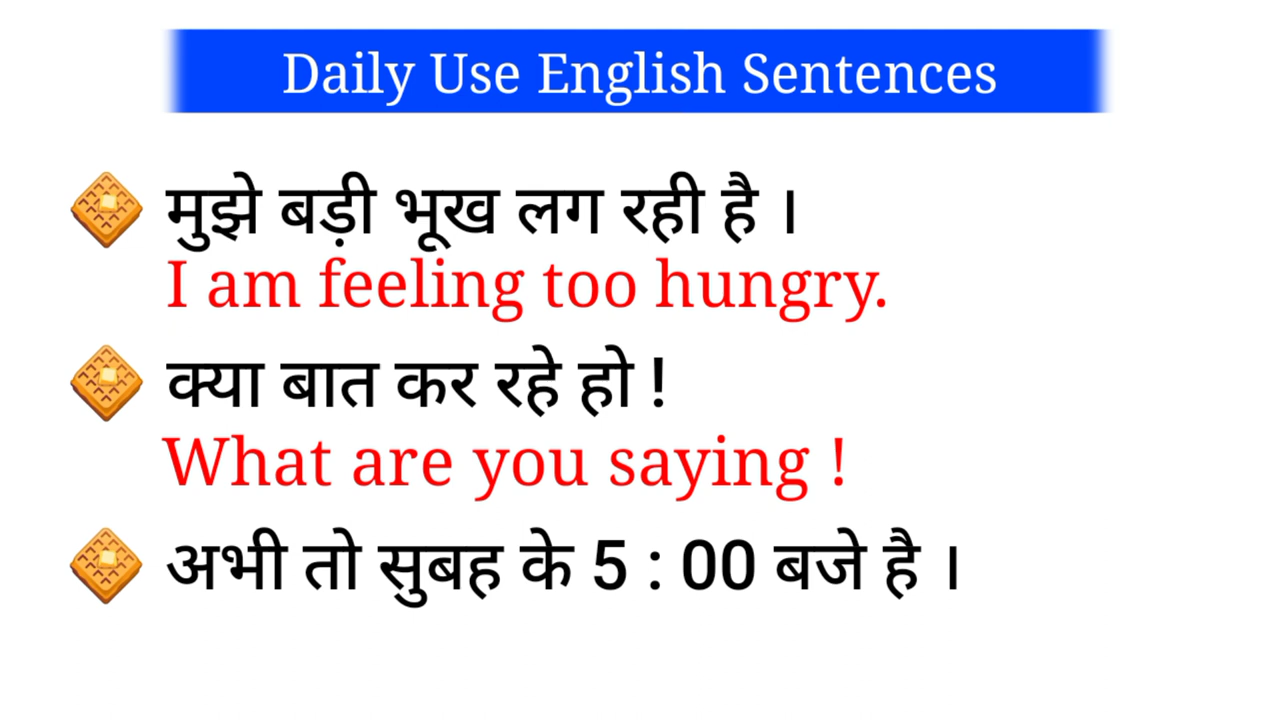 Daily Use English Sentences
मुझे बड़ी भूख लग रही है ।
I am feeling too hungry.
क्या बात कर रहे हो !
What are you saying !
अभी तो सुबह के 5 : 00 बजे है ।